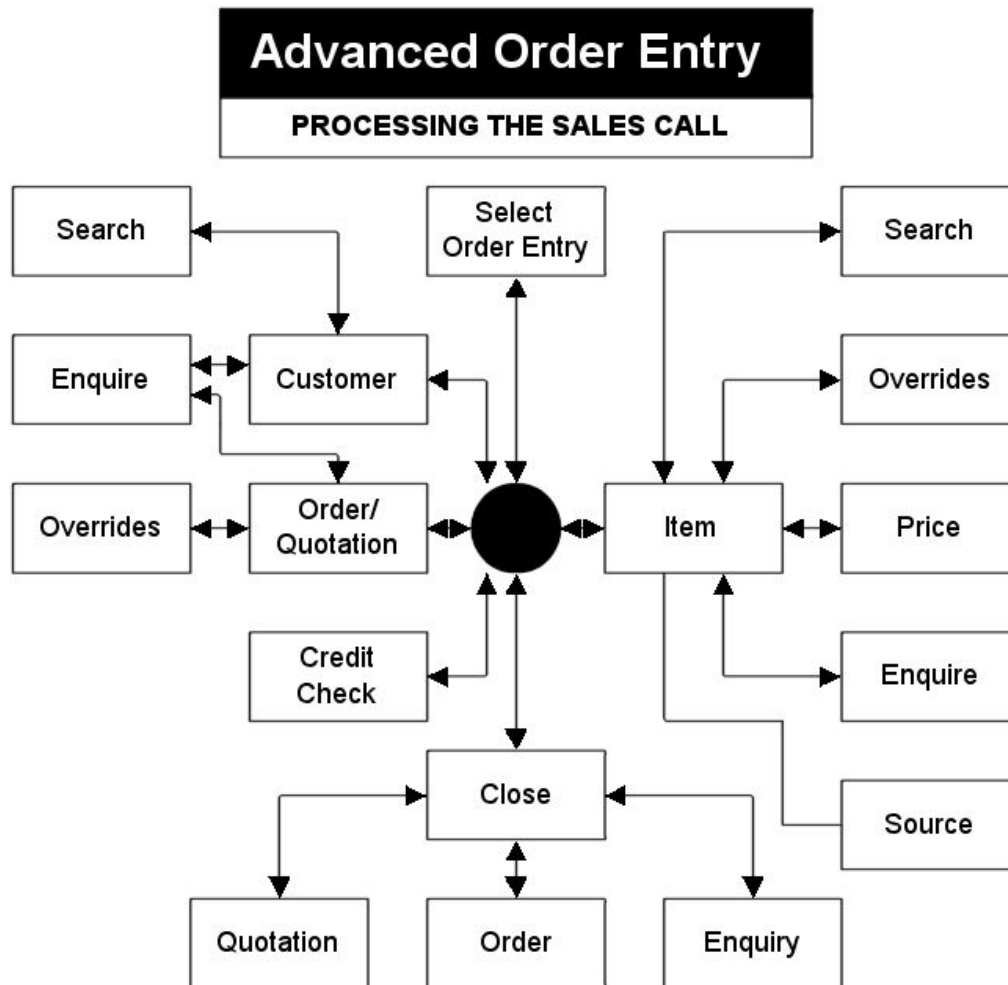 Advanced Order Entry
PROCESSING THE SALES CALL
Search
Select
Order Entry
Search
Enquire
Customer
Overrides
Overrides
Order/
Quotation
Item
Price
Credit
Check
Enquire
Close
Source
Quotation
Order
Enquiry